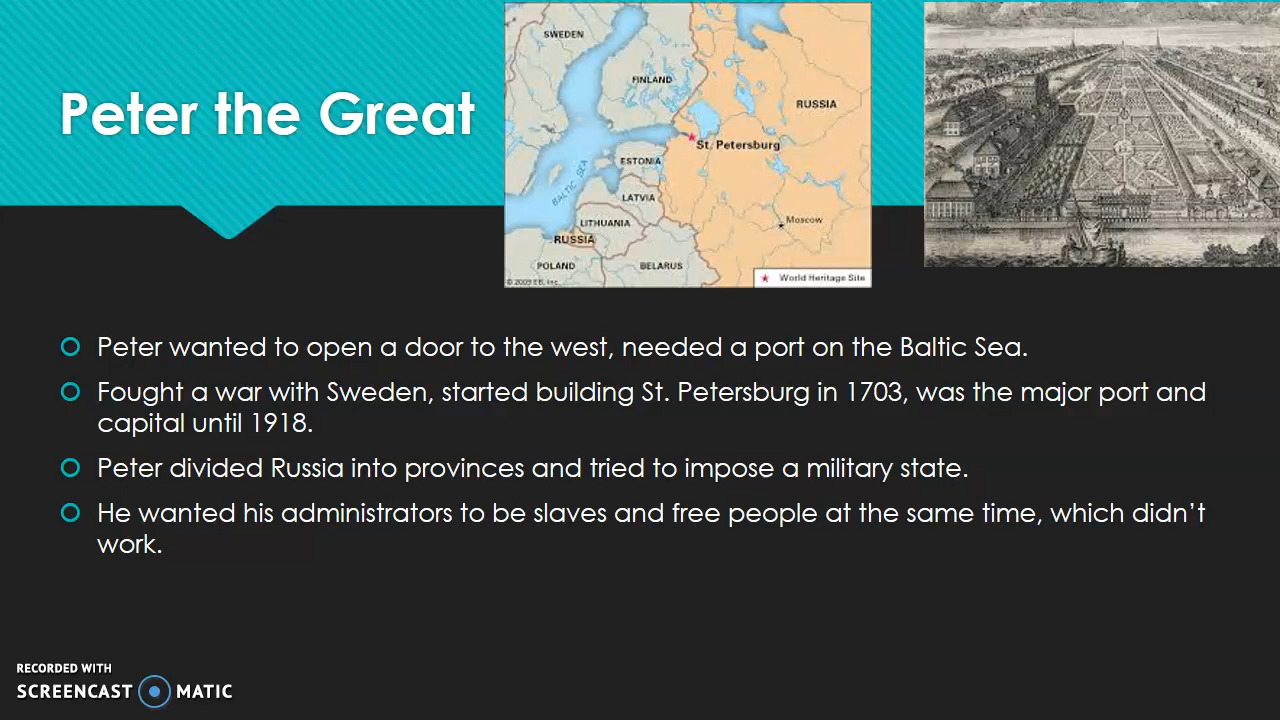 Peter the Great
SWEDEN
FINLAND
RUSSIA
St. Petersburg
ESTONIA
BALTIC SEA
LATVIA
LITHUANIA
Moscow
RUSSIA
POLAND
BELARUS
World Heritage Site
© 2009 EB, Inc.
Peter wanted to open a door to the west, needed a port on the Baltic Sea.
Fought a war with Sweden, started building St. Petersburg in 1703, was the major port and
capital until 1918.
Peter divided Russia into provinces and tried to impose a military state.
He wanted his administrators to be slaves and free people at the same time, which didn't
work.
RECORDED WITH
SCREENCAST MATIC